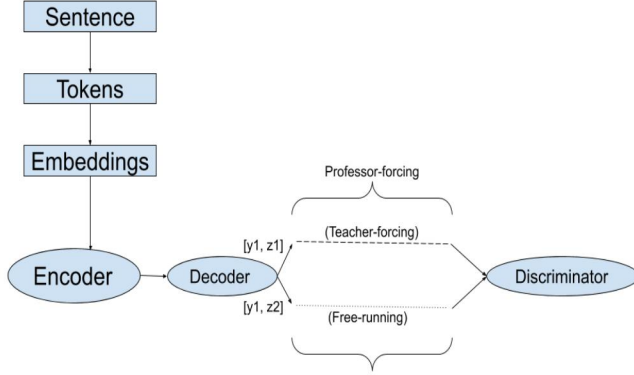 Sentence
Tokens
Embeddings
Professor-forcing
[y1, z1]
(Teacher-forcing)
Encoder
Decoder
Discriminator
[y1, z2]
(Free-running)